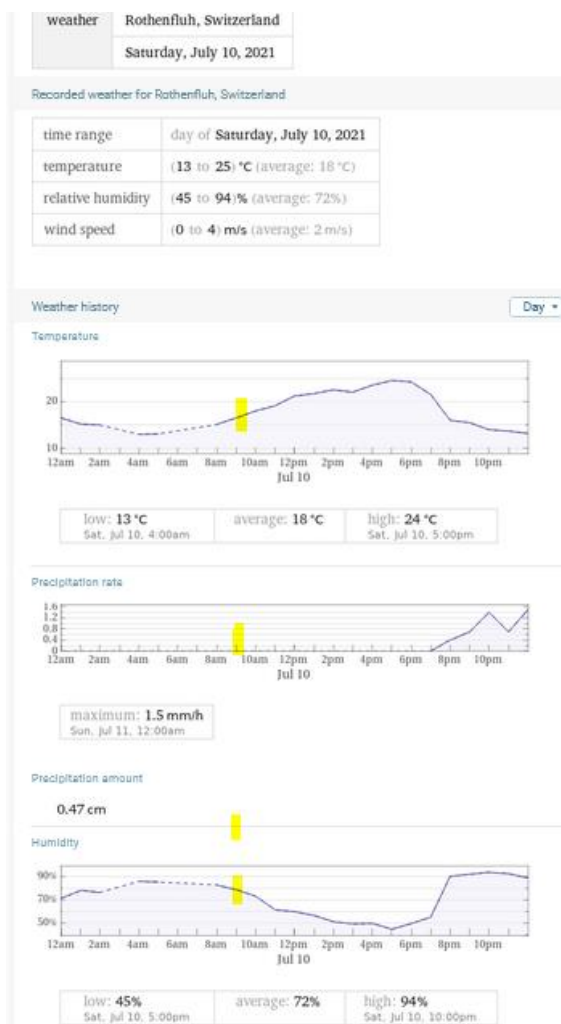 weather Rothenfluh, Switzerland
Saturday, July 10, 2021
Recorded weather for Rothenfluh, Switzerland
time range day of Saturday, July 10, 2021
temperature (13 to 25) °C (average: 18 °C)
relative humidity (45 to 94)% (average: 72%)
wind speed (0 to 4) m/s (average: 2 m/s)
Weather history Day
Temperature
20
10
12am 2am 4am 6am 8am 10am 12pm 2pm 4pm 6pm 8pm 10pm
Jul 10
low: 13 °C average: 18 °C high: 24 °C
Sat, Jul 10, 4:00am Sat, Jul 10, 5:00pm
Precipitation rate
1.6
1.2
0.8
0.4
0
12am 2am 4am 6am 8am 10am 12pm 2pm 4pm 6pm 8pm 10pm
Jul 10
maximum: 1.5 mm/h
Sun, Jul 11, 12:00am
Precipitation amount
0.47 cm
Humidity
90%
70%
50%
12am 2am 4am 6am 8am 10am 12pm 2pm 4pm 6pm 8pm 10pm
Jul 10
low: 45% average: 72% high: 94%
Sat, Jul 10, 5:00pm Sat, Jul 10, 10:00pm